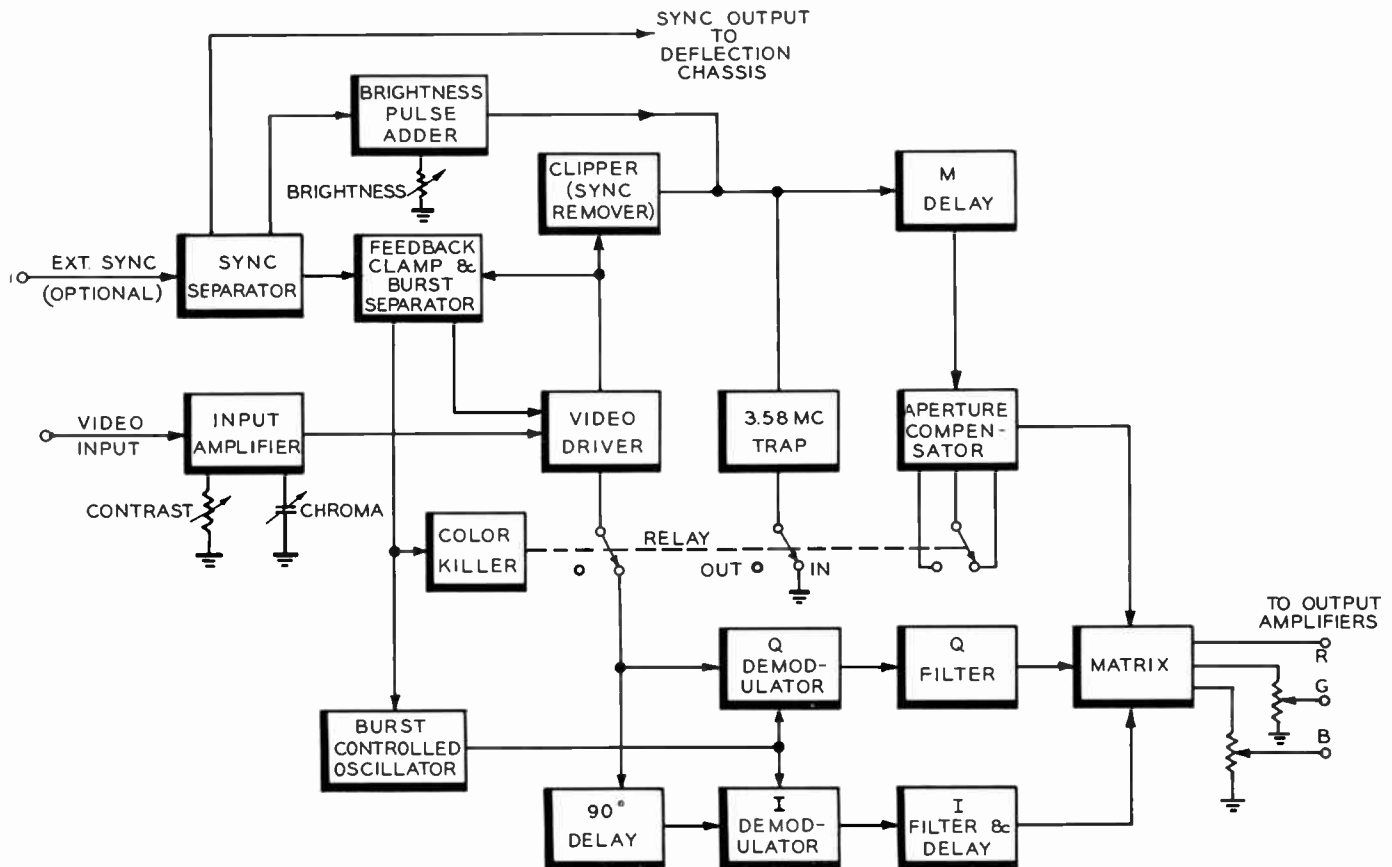 SYNC OUTPUT
TO
DEFLECTION
CHASSIS
BRIGHTNESS
PULSE
ADDER
BRIGHTNESS
CLIPPER
(SYNC
REMOVER)
M
DELAY
EXT. SYNC
(OPTIONAL)
SYNC
SEPARATOR
FEEDBACK
CLAMP &
BURST
SEPARATOR
VIDEO
INPUT
INPUT
AMPLIFIER
VIDEO
DRIVER
3.58 MC
TRAP
APERTURE
COMPEN-
SATOR
CONTRAST
CHROMA
COLOR
KILLER
RELAY
OUT
IN
TO OUTPUT
AMPLIFIERS
Q
DEMOD-
ULATOR
Q
FILTER
MATRIX
R
G
B
BURST
CONTROLLED
OSCILLATOR
90°
DELAY
I
DEMOD-
ULATOR
I
FILTER &
DELAY